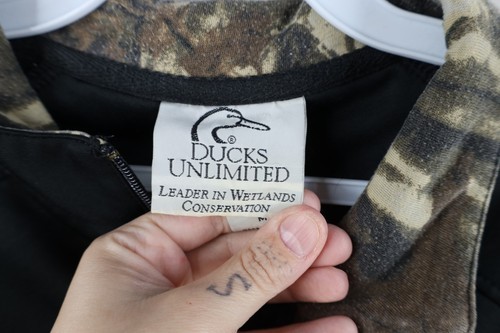 ®
DUCKS
UNLIMITED
LEADER IN WETLANDS
CONSERVATION